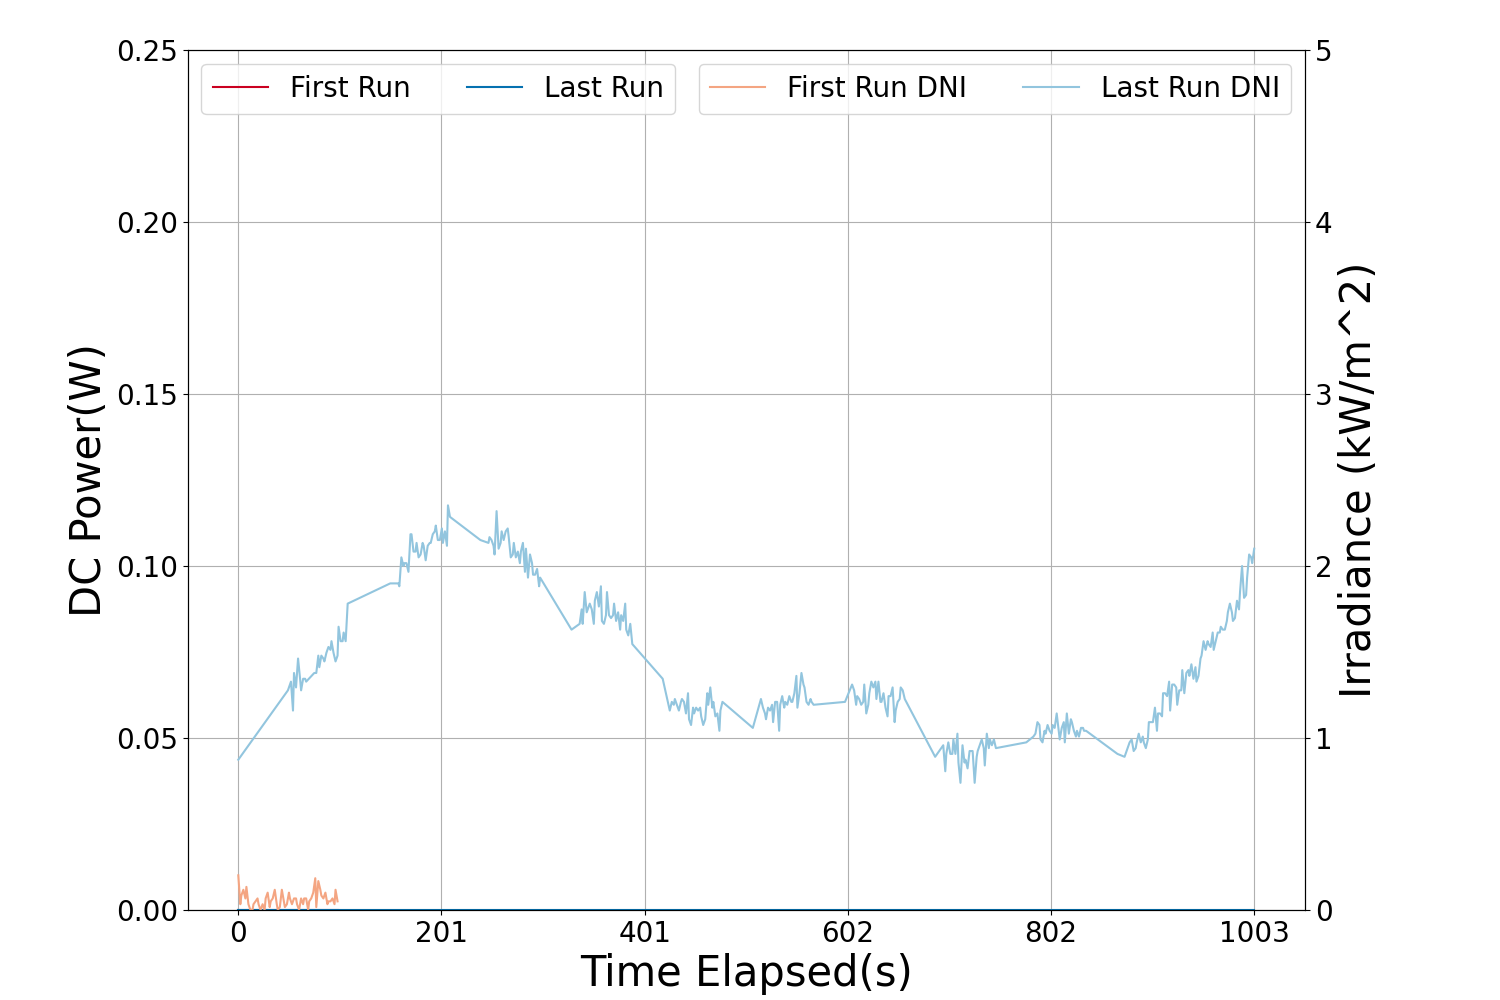 First Run Last Run First Run DNI Last Run DNI
DC Power(W)
0.25
0.20
0.15
0.10
0.05
0.00
0 201 401 602 802 1003
Time Elapsed(s)
5
4
3
2
1
0
Irradiance (kW/m^2)